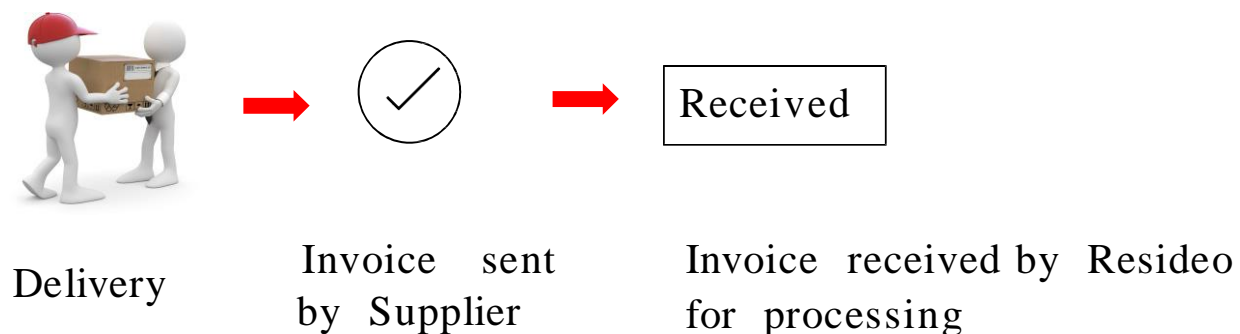 Received
Delivery
Invoice sent
by Supplier
Invoice received by Resideo
for processing